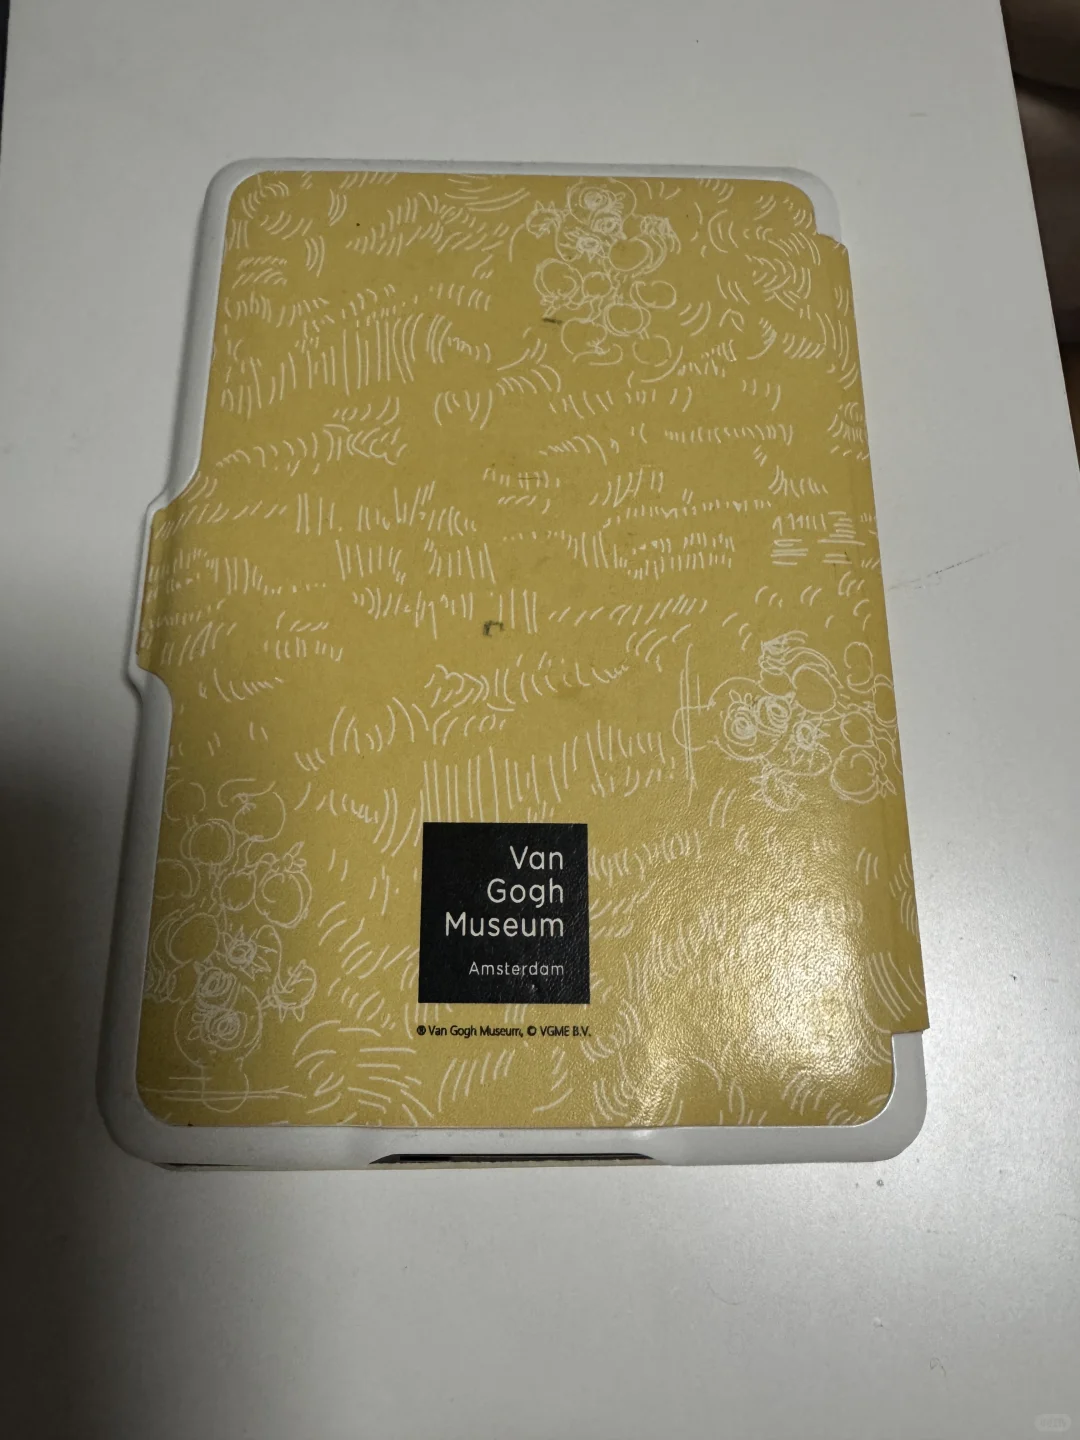 Van
Gogh
Museum
Amsterdam
® Van Gogh Museum, © VGME B.V.